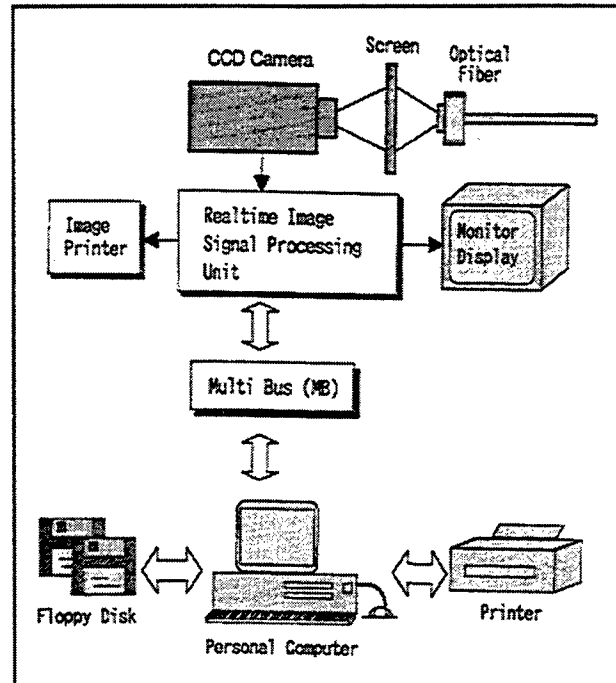 CCD Camera
Screen
Optical
Fiber
Image
Printer
Realtime Image
Signal Processing
Unit
Monitor
Display
Multi Bus (MB)
Floppy Disk
Personal Computer
Printer